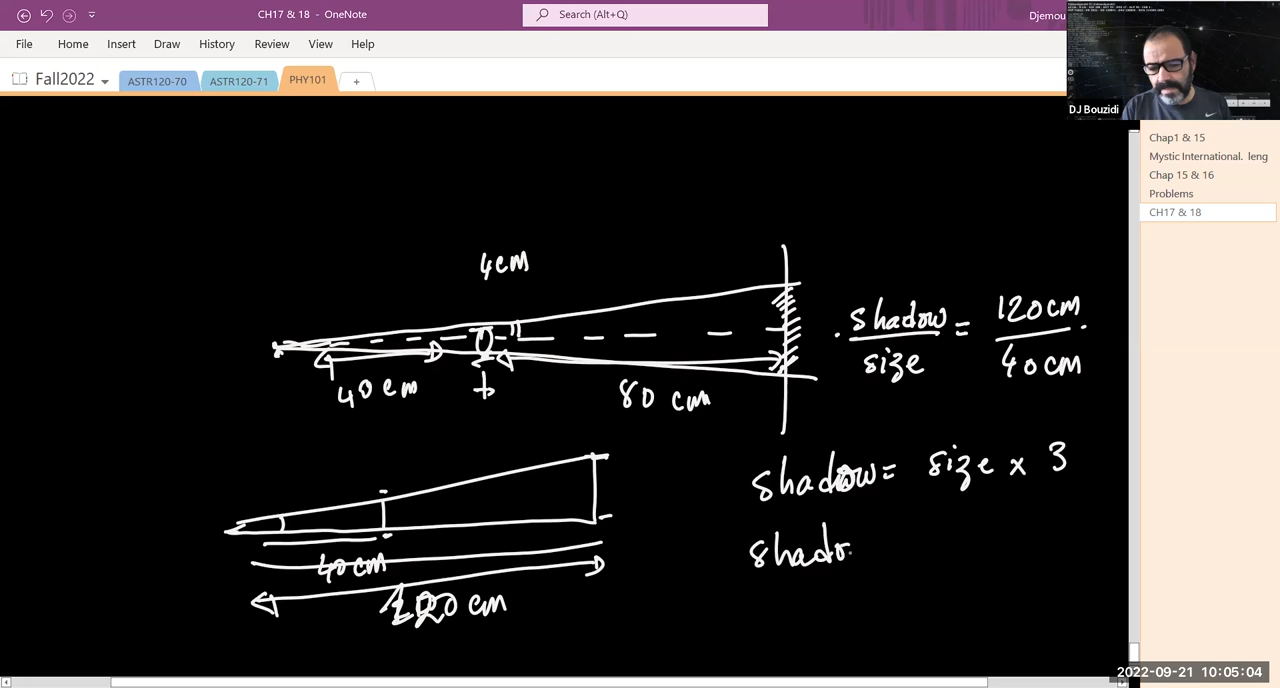 CH17 & 18 - OneNote
Search (Alt+Q)
Djemou
File Home Insert Draw History Review View Help
Fall2022
ASTR120-70
ASTR120-71
PHY101
+
DJ Bouzidi
Chap1 & 15
Mystic International. leng
Chap 15 & 16
Problems
CH17 & 18
4cm
40 cm
80 cm
shadow / size = 120cm / 40cm
shadow = size x 3
shado
40cm
120 cm
2022-09-21 10:05:04